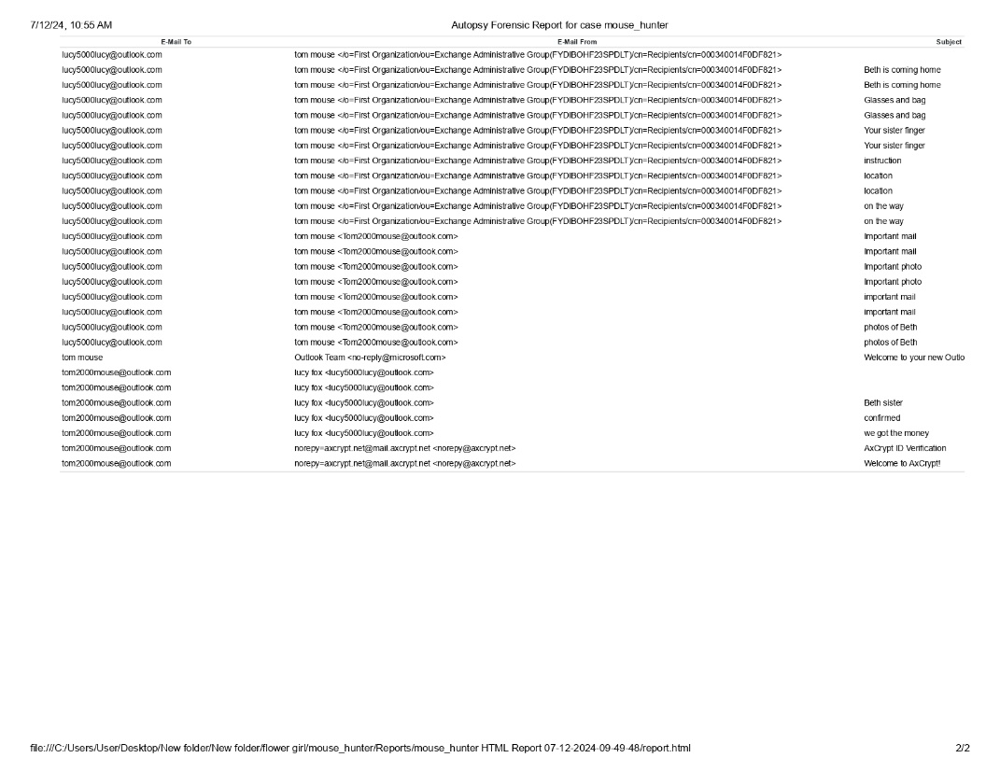 7/12/24, 10:55 AM Autopsy Forensic Report for case mouse_hunter
E-Mail To E-Mail From Subject
lucy5000lucy@outlook.com tom mouse </o=First Organization/ou=Exchange Administrative Group(FYDIBOHF23SPDLT)/cn=Recipients/cn=000340014F0DF821>
lucy5000lucy@outlook.com tom mouse </o=First Organization/ou=Exchange Administrative Group(FYDIBOHF23SPDLT)/cn=Recipients/cn=000340014F0DF821> Beth is coming home
lucy5000lucy@outlook.com tom mouse </o=First Organization/ou=Exchange Administrative Group(FYDIBOHF23SPDLT)/cn=Recipients/cn=000340014F0DF821> Beth is coming home
lucy5000lucy@outlook.com tom mouse </o=First Organization/ou=Exchange Administrative Group(FYDIBOHF23SPDLT)/cn=Recipients/cn=000340014F0DF821> Glasses and bag
lucy5000lucy@outlook.com tom mouse </o=First Organization/ou=Exchange Administrative Group(FYDIBOHF23SPDLT)/cn=Recipients/cn=000340014F0DF821> Glasses and bag
lucy5000lucy@outlook.com tom mouse </o=First Organization/ou=Exchange Administrative Group(FYDIBOHF23SPDLT)/cn=Recipients/cn=000340014F0DF821> Your sister finger
lucy5000lucy@outlook.com tom mouse </o=First Organization/ou=Exchange Administrative Group(FYDIBOHF23SPDLT)/cn=Recipients/cn=000340014F0DF821> Your sister finger
lucy5000lucy@outlook.com tom mouse </o=First Organization/ou=Exchange Administrative Group(FYDIBOHF23SPDLT)/cn=Recipients/cn=000340014F0DF821> instruction
lucy5000lucy@outlook.com tom mouse </o=First Organization/ou=Exchange Administrative Group(FYDIBOHF23SPDLT)/cn=Recipients/cn=000340014F0DF821> location
lucy5000lucy@outlook.com tom mouse </o=First Organization/ou=Exchange Administrative Group(FYDIBOHF23SPDLT)/cn=Recipients/cn=000340014F0DF821> location
lucy5000lucy@outlook.com tom mouse </o=First Organization/ou=Exchange Administrative Group(FYDIBOHF23SPDLT)/cn=Recipients/cn=000340014F0DF821> on the way
lucy5000lucy@outlook.com tom mouse </o=First Organization/ou=Exchange Administrative Group(FYDIBOHF23SPDLT)/cn=Recipients/cn=000340014F0DF821> on the way
lucy5000lucy@outlook.com tom mouse <Tom2000mouse@outlook.com> Important mail
lucy5000lucy@outlook.com tom mouse <Tom2000mouse@outlook.com> Important mail
lucy5000lucy@outlook.com tom mouse <Tom2000mouse@outlook.com> Important photo
lucy5000lucy@outlook.com tom mouse <Tom2000mouse@outlook.com> Important photo
lucy5000lucy@outlook.com tom mouse <Tom2000mouse@outlook.com> important mail
lucy5000lucy@outlook.com tom mouse <Tom2000mouse@outlook.com> important mail
lucy5000lucy@outlook.com tom mouse <Tom2000mouse@outlook.com> photos of Beth
lucy5000lucy@outlook.com tom mouse <Tom2000mouse@outlook.com> photos of Beth
tom mouse Outlook Team <no-reply@microsoft.com> Welcome to your new Outlo
tom2000mouse@outlook.com lucy fox <lucy5000lucy@outlook.com>
tom2000mouse@outlook.com lucy fox <lucy5000lucy@outlook.com>
tom2000mouse@outlook.com lucy fox <lucy5000lucy@outlook.com> Beth sister
tom2000mouse@outlook.com lucy fox <lucy5000lucy@outlook.com> confirmed
tom2000mouse@outlook.com lucy fox <lucy5000lucy@outlook.com> we got the money
tom2000mouse@outlook.com norepy=axcrypt.net@mail.axcrypt.net <norepy@axcrypt.net> AxCrypt ID Verification
tom2000mouse@outlook.com norepy=axcrypt.net@mail.axcrypt.net <norepy@axcrypt.net> Welcome to AxCrypt!
file:///C:/Users/User/Desktop/New folder/New folder/flower girl/mouse_hunter/Reports/mouse_hunter HTML Report 07-12-2024-09-49-48/report.html 2/2